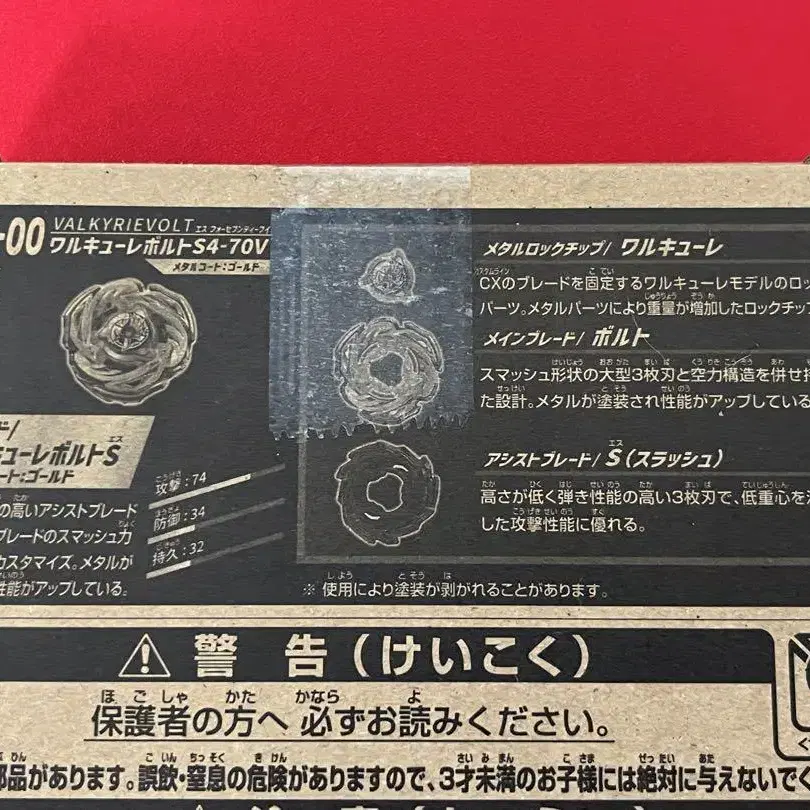 -00 VALKYRIEVOLT
ワルキューレボルトS4-70V
メタルコート:ゴールド
メタルロックチップ/ ワルキューレ
CXのブレードを固定するワルキューレモデルのロッ
パーツ。メタルパーツにより重量が増加したロックチップ
メインブレード/ ボルト
スマッシュ形状の大型3枚刃と空力構造を併せ持
た設計。メタルが塗装され性能がアップしている
アシストブレード/ S(スラッシュ)
高さが低く弾き性能の高い3枚刃で、低重心を
した攻撃性能に優れる。
ド/
キューレボルトS
ート:ゴールド
の高いアシストブレード
ブレードのスマッシュ力
カスタマイズ。メタルが
性能がアップしている。
攻撃:74
防御:34
持久:32
※ 使用により塗装が剥がれることがあります。
警 告(けいこく)
保護者の方へ 必ずお読みください。
部品があります。誤飲・窒息の危険がありますので、3才未満のお子様には絶対に与えないでく